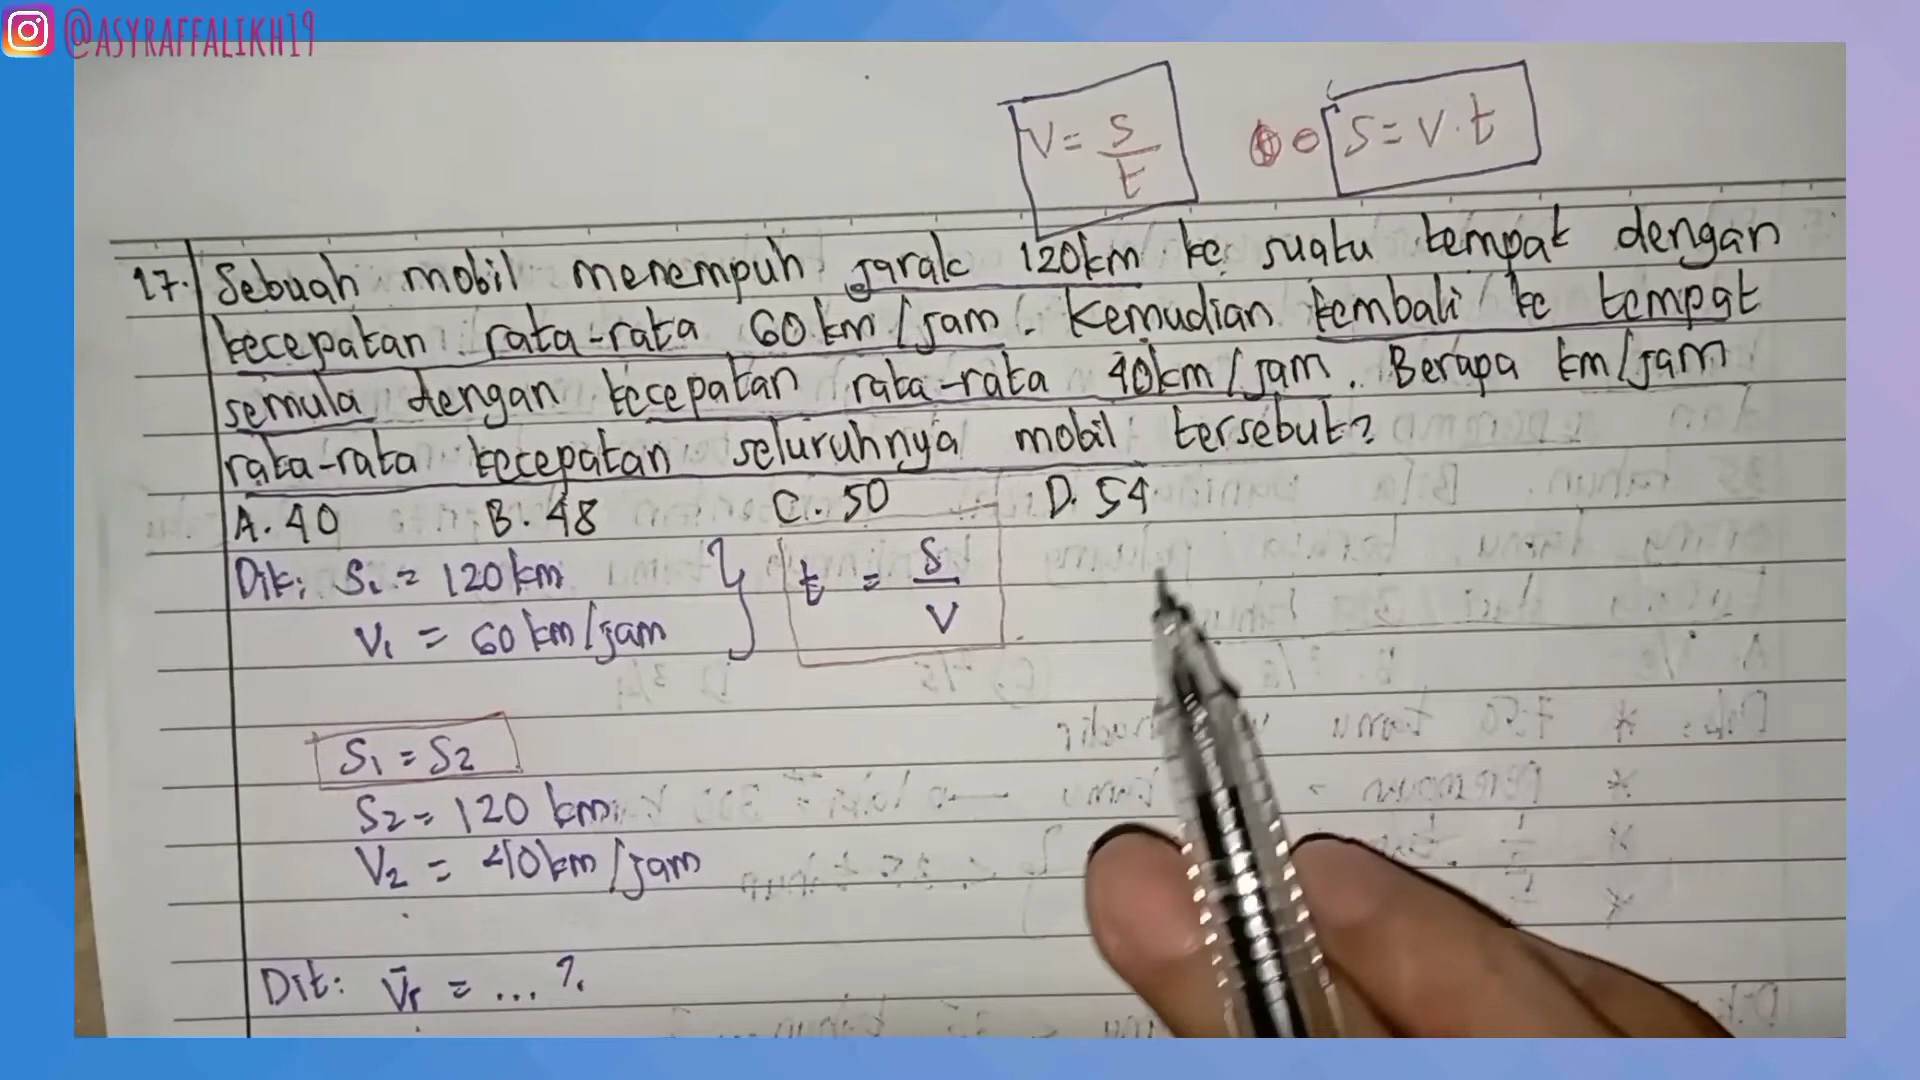 @ASYRAFFALIKH19
V = s/t
S = V . t
17. Sebuah mobil menempuh jarak 120km ke suatu tempat dengan
kecepatan rata-rata 60 km/jam. Kemudian kembali ke tempat
semula dengan kecepatan rata-rata 40km/jam. Berapa km/jam
rata-rata kecepatan seluruhnya mobil tersebut?
A. 40 B. 48 C. 50 D. 54
Dik: S₁ = 120 km
t = s/v
V₁ = 60 km/jam
S₁ = S₂
S₂ = 120 km
V₂ = 40km/jam
Dit: V̄r = ... ?